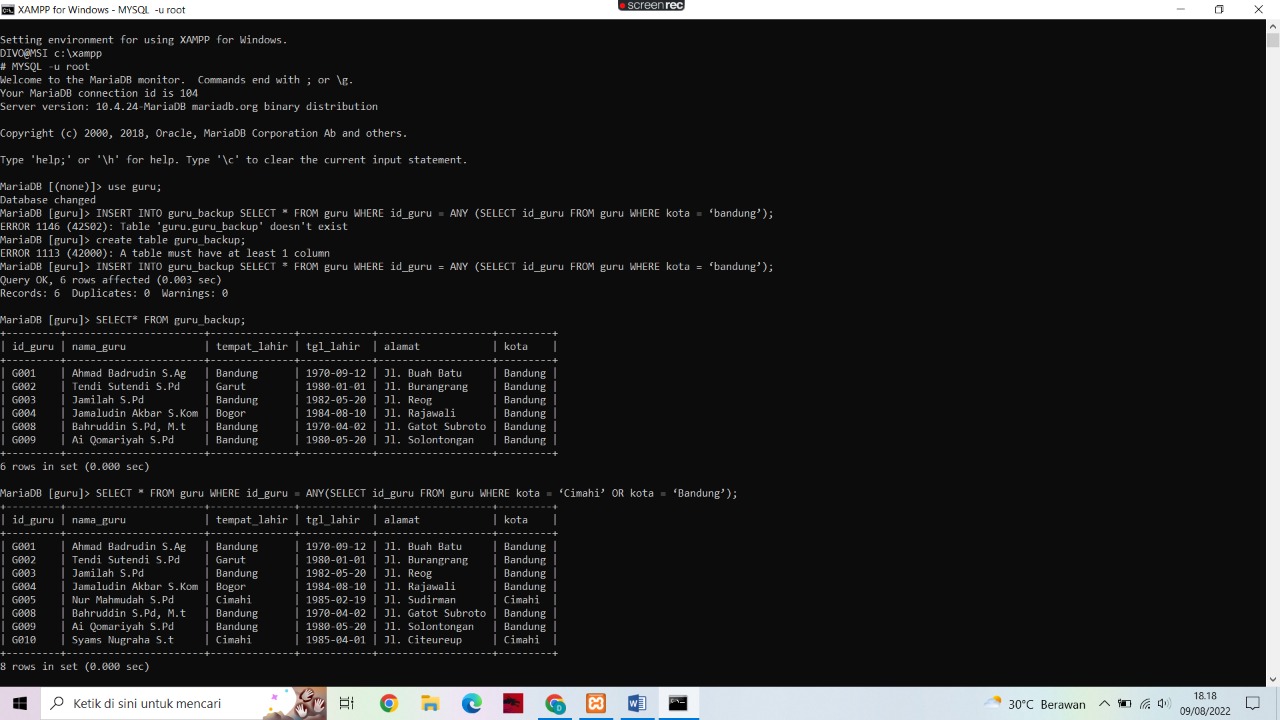 screenrec
XAMPP for Windows - MYSQL -u root
Setting environment for using XAMPP for Windows.
DIVO@MSI c:\xampp
# MYSQL -u root
Welcome to the MariaDB monitor.  Commands end with ; or \g.
Your MariaDB connection id is 104
Server version: 10.4.24-MariaDB mariadb.org binary distribution
Copyright (c) 2000, 2018, Oracle, MariaDB Corporation Ab and others.
Type 'help;' or '\h' for help. Type '\c' to clear the current input statement.
MariaDB [(none)]> use guru;
Database changed
MariaDB [guru]> INSERT INTO guru_backup SELECT * FROM guru WHERE id_guru = ANY (SELECT id_guru FROM guru WHERE kota = ‘bandung’);
ERROR 1146 (42S02): Table 'guru.guru_backup' doesn't exist
MariaDB [guru]> create table guru_backup;
ERROR 1113 (42000): A table must have at least 1 column
MariaDB [guru]> INSERT INTO guru_backup SELECT * FROM guru WHERE id_guru = ANY (SELECT id_guru FROM guru WHERE kota = ‘bandung’);
Query OK, 6 rows affected (0.003 sec)
Records: 6  Duplicates: 0  Warnings: 0
MariaDB [guru]> SELECT* FROM guru_backup;
+---------+----------------------+--------------+------------+------------------+---------+
| id_guru | nama_guru            | tempat_lahir | tgl_lahir  | alamat            | kota    |
+---------+----------------------+--------------+------------+------------------+---------+
| G001    | Ahmad Badrudin S.Ag   | Bandung      | 1970-09-12 | Jl. Buah Batu     | Bandung |
| G002    | Tendi Sutendi S.Pd    | Garut        | 1980-01-01 | Jl. Burangrang    | Bandung |
| G003    | Jamilah S.Pd          | Bandung      | 1982-05-20 | Jl. Reog          | Bandung |
| G004    | Jamaludin Akbar S.Kom | Bogor        | 1984-08-10 | Jl. Rajawali      | Bandung |
| G008    | Bahruddin S.Pd, M.t   | Bandung      | 1970-04-02 | Jl. Gatot Subroto | Bandung |
| G009    | Ai Qomariyah S.Pd     | Bandung      | 1980-05-20 | Jl. Solontongan   | Bandung |
+---------+----------------------+--------------+------------+------------------+---------+
6 rows in set (0.000 sec)
MariaDB [guru]> SELECT * FROM guru WHERE id_guru = ANY(SELECT id_guru FROM guru WHERE kota = ‘Cimahi’ OR kota = ‘Bandung’);
+---------+----------------------+--------------+------------+------------------+---------+
| id_guru | nama_guru            | tempat_lahir | tgl_lahir  | alamat            | kota    |
+---------+----------------------+--------------+------------+------------------+---------+
| G001    | Ahmad Badrudin S.Ag   | Bandung      | 1970-09-12 | Jl. Buah Batu     | Bandung |
| G002    | Tendi Sutendi S.Pd    | Garut        | 1980-01-01 | Jl. Burangrang    | Bandung |
| G003    | Jamilah S.Pd          | Bandung      | 1982-05-20 | Jl. Reog          | Bandung |
| G004    | Jamaludin Akbar S.Kom | Bogor        | 1984-08-10 | Jl. Rajawali      | Bandung |
| G005    | Nur Mahmudah S.Pd     | Cimahi       | 1985-02-19 | Jl. Sudirman      | Cimahi  |
| G008    | Bahruddin S.Pd, M.t   | Bandung      | 1970-04-02 | Jl. Gatot Subroto | Bandung |
| G009    | Ai Qomariyah S.Pd     | Bandung      | 1980-05-20 | Jl. Solontongan   | Bandung |
| G010    | Syams Nugraha S.t     | Cimahi       | 1985-04-01 | Jl. Citeureup     | Cimahi  |
+---------+----------------------+--------------+------------+------------------+---------+
8 rows in set (0.000 sec)
Ketik di sini untuk mencari
30°C Berawan
18.18
09/08/2022